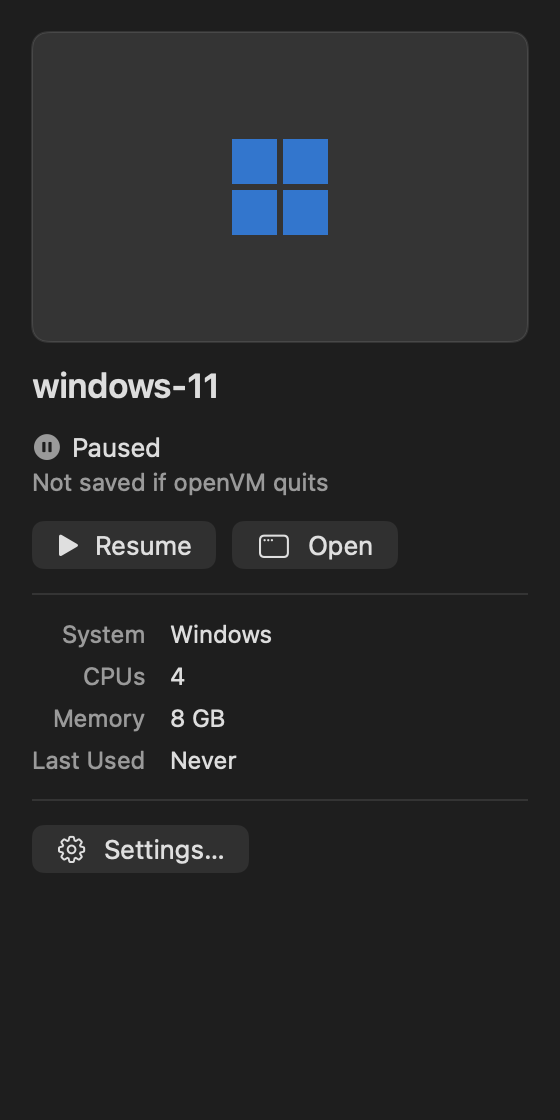 windows-11
Paused
Not saved if openVM quits
Resume Open
System Windows
CPUs 4
Memory 8 GB
Last Used Never
Settings...